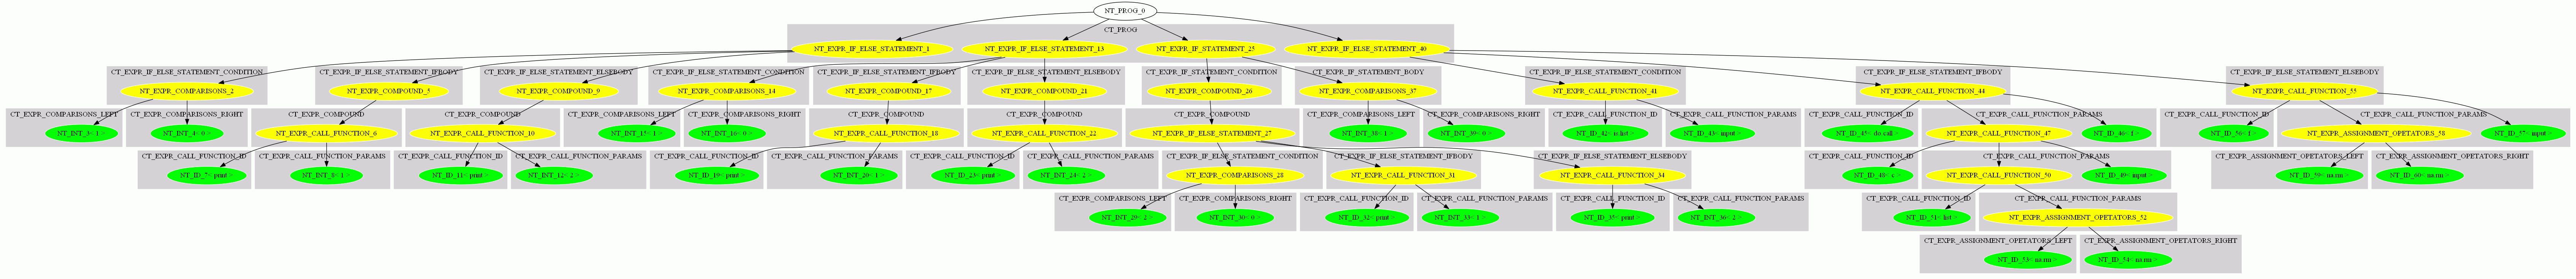 NT_PROG_0
CT_PROG
NT_EXPR_IF_ELSE_STATEMENT_1 NT_EXPR_IF_ELSE_STATEMENT_13 NT_EXPR_IF_STATEMENT_25 NT_EXPR_IF_ELSE_STATEMENT_40
CT_EXPR_IF_ELSE_STATEMENT_CONDITION CT_EXPR_IF_ELSE_STATEMENT_IFBODY CT_EXPR_IF_ELSE_STATEMENT_ELSEBODY CT_EXPR_IF_ELSE_STATEMENT_CONDITION CT_EXPR_IF_ELSE_STATEMENT_IFBODY CT_EXPR_IF_ELSE_STATEMENT_ELSEBODY CT_EXPR_IF_STATEMENT_CONDITION CT_EXPR_IF_STATEMENT_BODY CT_EXPR_IF_ELSE_STATEMENT_CONDITION CT_EXPR_IF_ELSE_STATEMENT_IFBODY CT_EXPR_IF_ELSE_STATEMENT_ELSEBODY
NT_EXPR_COMPARISONS_2 NT_EXPR_COMPOUND_5 NT_EXPR_COMPOUND_9 NT_EXPR_COMPARISONS_14 NT_EXPR_COMPOUND_17 NT_EXPR_COMPOUND_21 NT_EXPR_COMPOUND_26 NT_EXPR_COMPARISONS_37 NT_EXPR_CALL_FUNCTION_41 NT_EXPR_CALL_FUNCTION_44 NT_EXPR_CALL_FUNCTION_55
CT_EXPR_COMPARISONS_LEFT CT_EXPR_COMPARISONS_RIGHT CT_EXPR_COMPOUND CT_EXPR_COMPOUND CT_EXPR_COMPARISONS_LEFT CT_EXPR_COMPARISONS_RIGHT CT_EXPR_COMPOUND CT_EXPR_COMPOUND CT_EXPR_COMPOUND CT_EXPR_COMPARISONS_LEFT CT_EXPR_COMPARISONS_RIGHT CT_EXPR_CALL_FUNCTION_ID CT_EXPR_CALL_FUNCTION_PARAMS CT_EXPR_CALL_FUNCTION_ID CT_EXPR_CALL_FUNCTION_PARAMS CT_EXPR_CALL_FUNCTION_ID CT_EXPR_CALL_FUNCTION_PARAMS
NT_INT_3< 1 > NT_INT_4< 0 > NT_EXPR_CALL_FUNCTION_6 NT_EXPR_CALL_FUNCTION_10 NT_INT_15< 1 > NT_INT_16< 0 > NT_EXPR_CALL_FUNCTION_18 NT_EXPR_CALL_FUNCTION_22 NT_EXPR_IF_ELSE_STATEMENT_27 NT_INT_38< 1 > NT_INT_39< 0 > NT_ID_42< is.list > NT_ID_43< input > NT_ID_45< do.call > NT_EXPR_CALL_FUNCTION_47 NT_ID_46< f > NT_ID_56< f > NT_EXPR_ASSIGNMENT_OPETATORS_58 NT_ID_57< input >
CT_EXPR_CALL_FUNCTION_ID CT_EXPR_CALL_FUNCTION_PARAMS CT_EXPR_CALL_FUNCTION_ID CT_EXPR_CALL_FUNCTION_PARAMS CT_EXPR_CALL_FUNCTION_ID CT_EXPR_CALL_FUNCTION_PARAMS CT_EXPR_CALL_FUNCTION_ID CT_EXPR_CALL_FUNCTION_PARAMS CT_EXPR_IF_ELSE_STATEMENT_CONDITION CT_EXPR_IF_ELSE_STATEMENT_IFBODY CT_EXPR_IF_ELSE_STATEMENT_ELSEBODY CT_EXPR_CALL_FUNCTION_ID CT_EXPR_CALL_FUNCTION_PARAMS CT_EXPR_ASSIGNMENT_OPETATORS_LEFT CT_EXPR_ASSIGNMENT_OPETATORS_RIGHT
NT_ID_7< print > NT_INT_8< 1 > NT_ID_11< print > NT_INT_12< 2 > NT_ID_19< print > NT_INT_20< 1 > NT_ID_23< print > NT_INT_24< 2 > NT_EXPR_COMPARISONS_28 NT_EXPR_CALL_FUNCTION_31 NT_EXPR_CALL_FUNCTION_34 NT_ID_48< c > NT_EXPR_CALL_FUNCTION_50 NT_ID_49< input > NT_ID_59< na.rm > NT_ID_60< na.rm >
CT_EXPR_COMPARISONS_LEFT CT_EXPR_COMPARISONS_RIGHT CT_EXPR_CALL_FUNCTION_ID CT_EXPR_CALL_FUNCTION_PARAMS CT_EXPR_CALL_FUNCTION_ID CT_EXPR_CALL_FUNCTION_PARAMS CT_EXPR_CALL_FUNCTION_ID CT_EXPR_CALL_FUNCTION_PARAMS
NT_INT_29< 2 > NT_INT_30< 0 > NT_ID_32< print > NT_INT_33< 1 > NT_ID_35< print > NT_INT_36< 2 > NT_ID_51< list > NT_EXPR_ASSIGNMENT_OPETATORS_52
CT_EXPR_ASSIGNMENT_OPETATORS_LEFT CT_EXPR_ASSIGNMENT_OPETATORS_RIGHT
NT_ID_53< na.rm > NT_ID_54< na.rm >